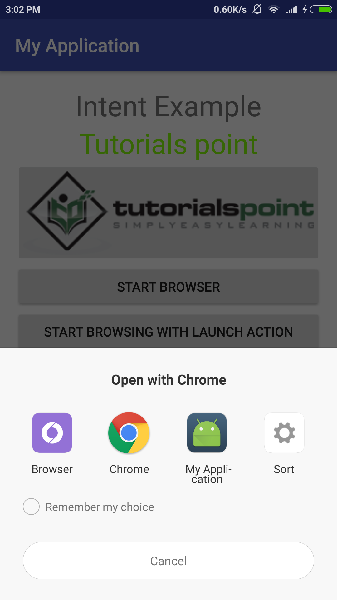 3:02 PM 0.60K/s
My Application
Intent Example
Tutorials point
tutorialspoint
SIMPLYEASYLEARNING
START BROWSER
START BROWSING WITH LAUNCH ACTION
Open with Chrome
Browser Chrome My Appli-
cation Sort
Remember my choice
Cancel